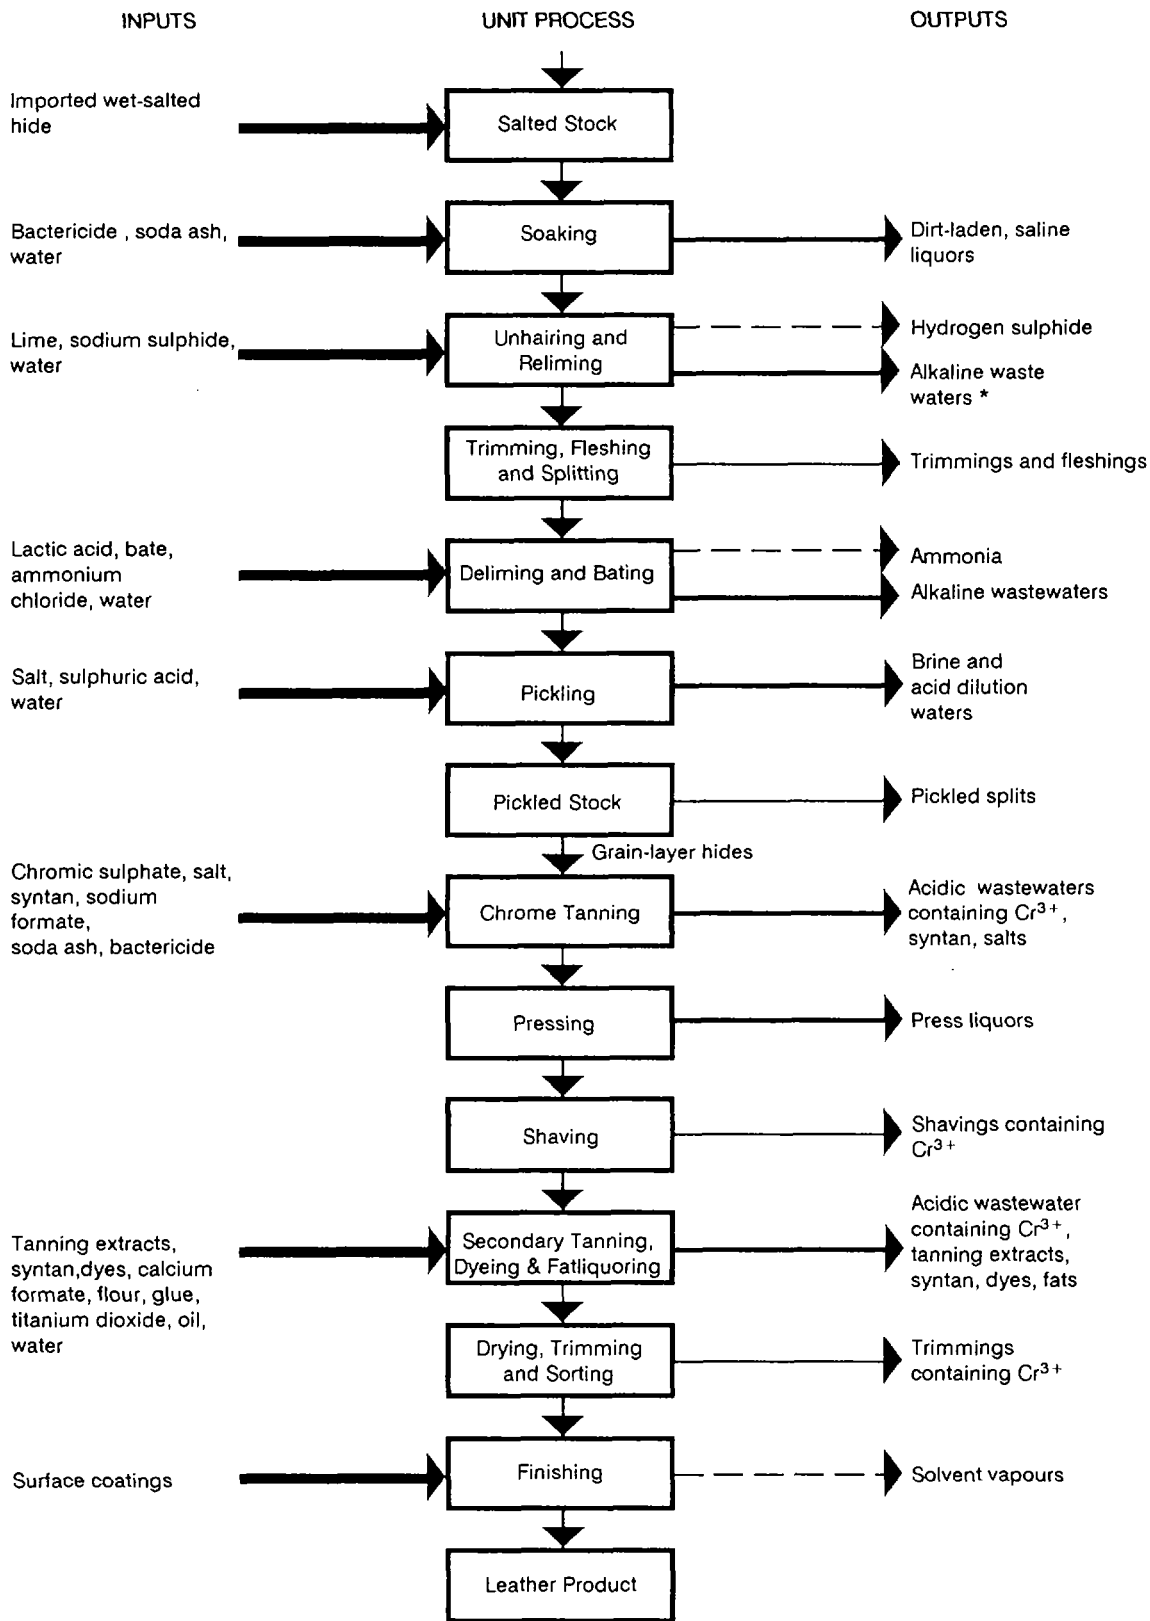 INPUTS
UNIT PROCESS
OUTPUTS
Imported wet-salted
hide
Salted Stock
Bactericide , soda ash,
water
Soaking
Dirt-laden, saline
liquors
Lime, sodium sulphide,
water
Unhairing and
Reliming
Hydrogen sulphide
Alkaline waste
waters *
Trimming, Fleshing
and Splitting
Trimmings and fleshings
Lactic acid, bate,
ammonium
chloride, water
Deliming and Bating
Ammonia
Alkaline wastewaters
Salt, sulphuric acid,
water
Pickling
Brine and
acid dilution
waters
Pickled Stock
Pickled splits
Grain-layer hides
Chromic sulphate, salt,
syntan, sodium
formate,
soda ash, bactericide
Chrome Tanning
Acidic wastewaters
containing Cr³⁺,
syntan, salts
Pressing
Press liquors
Shaving
Shavings containing
Cr³⁺
Tanning extracts,
syntan,dyes, calcium
formate, flour, glue,
titanium dioxide, oil,
water
Secondary Tanning,
Dyeing & Fatliquoring
Acidic wastewater
containing Cr³⁺,
tanning extracts,
syntan, dyes, fats
Drying, Trimming
and Sorting
Trimmings
containing Cr³⁺
Surface coatings
Finishing
Solvent vapours
Leather Product